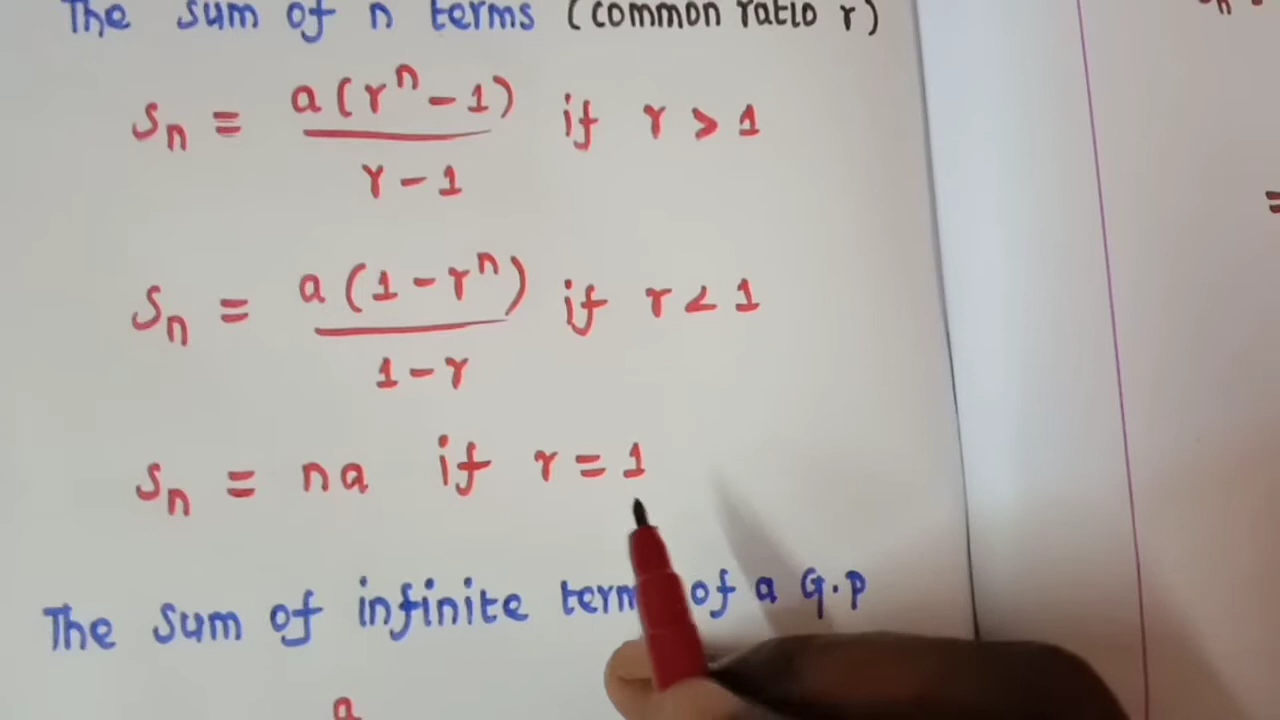 The sum of n terms (common ratio r)
Sn = a(r^n - 1) / r - 1 if r > 1
Sn = a(1 - r^n) / 1 - r if r < 1
Sn = na if r = 1
The sum of infinite term of a G.P
a